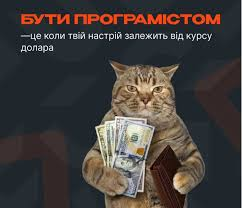 БУТИ ПРОГРАМІСТОМ
—це коли твій настрій залежить від курсу
долара